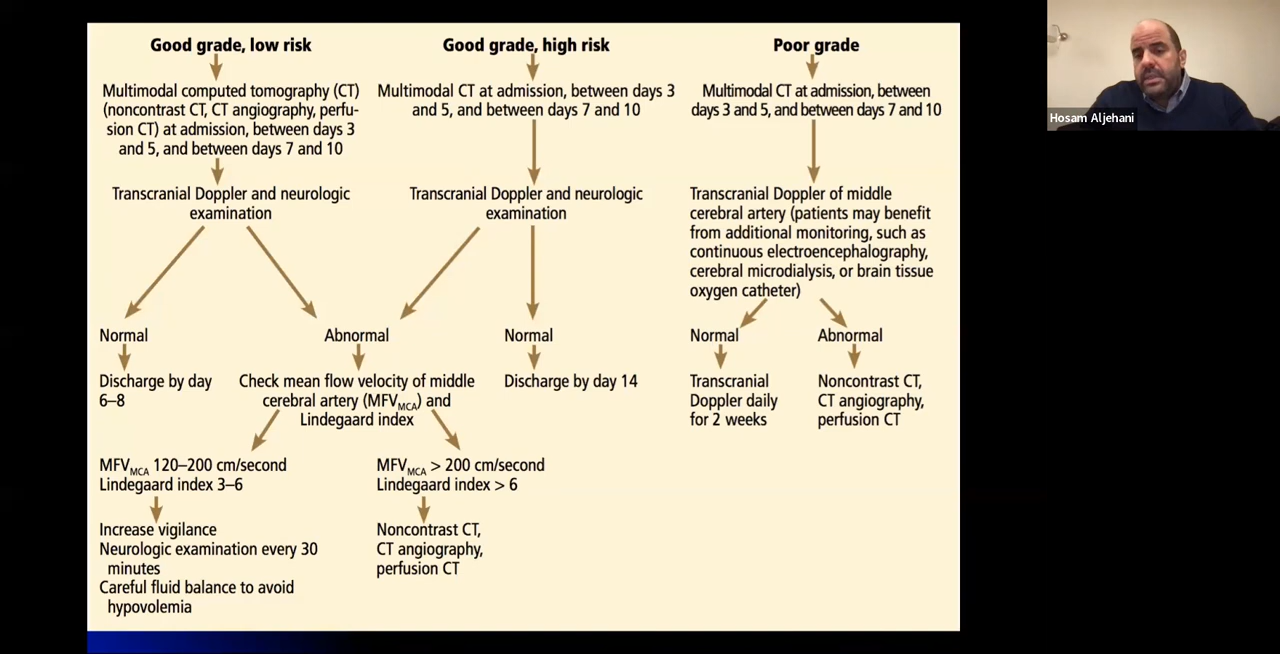 Good grade, low risk
Multimodal computed tomography (CT)
(noncontrast CT, CT angiography, perfu-
sion CT) at admission, between days 3
and 5, and between days 7 and 10
Transcranial Doppler and neurologic
examination
Good grade, high risk
Multimodal CT at admission, between days 3
and 5, and between days 7 and 10
Transcranial Doppler and neurologic
examination
Normal
Discharge by day
6–8
Abnormal
Check mean flow velocity of middle
cerebral artery (MFVMCA) and
Lindegaard index
Normal
Discharge by day 14
MFVMCA 120–200 cm/second
Lindegaard index 3–6
Increase vigilance
Neurologic examination every 30
minutes
Careful fluid balance to avoid
hypovolemia
MFVMCA > 200 cm/second
Lindegaard index > 6
Noncontrast CT,
CT angiography,
perfusion CT
Poor grade
Multimodal CT at admission, between
days 3 and 5, and between days 7 and 10
Transcranial Doppler of middle
cerebral artery (patients may benefit
from additional monitoring, such as
continuous electroencephalography,
cerebral microdialysis, or brain tissue
oxygen catheter)
Normal
Transcranial
Doppler daily
for 2 weeks
Abnormal
Noncontrast CT,
CT angiography,
perfusion CT
Hosam Aljehani